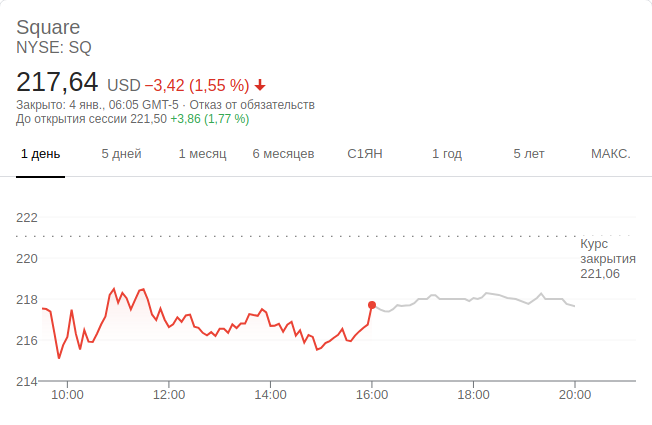 Square
NYSE: SQ
217,64 USD −3,42 (1,55 %)
Закрыто: 4 янв., 06:05 GMT-5 · Отказ от обязательств
До открытия сессии 221,50 +3,86 (1,77 %)
1 день 5 дней 1 месяц 6 месяцев С1ЯН 1 год 5 лет МАКС.
222
Курс
закрытия
221,06
220
218
216
214
10:00 12:00 14:00 16:00 18:00 20:00